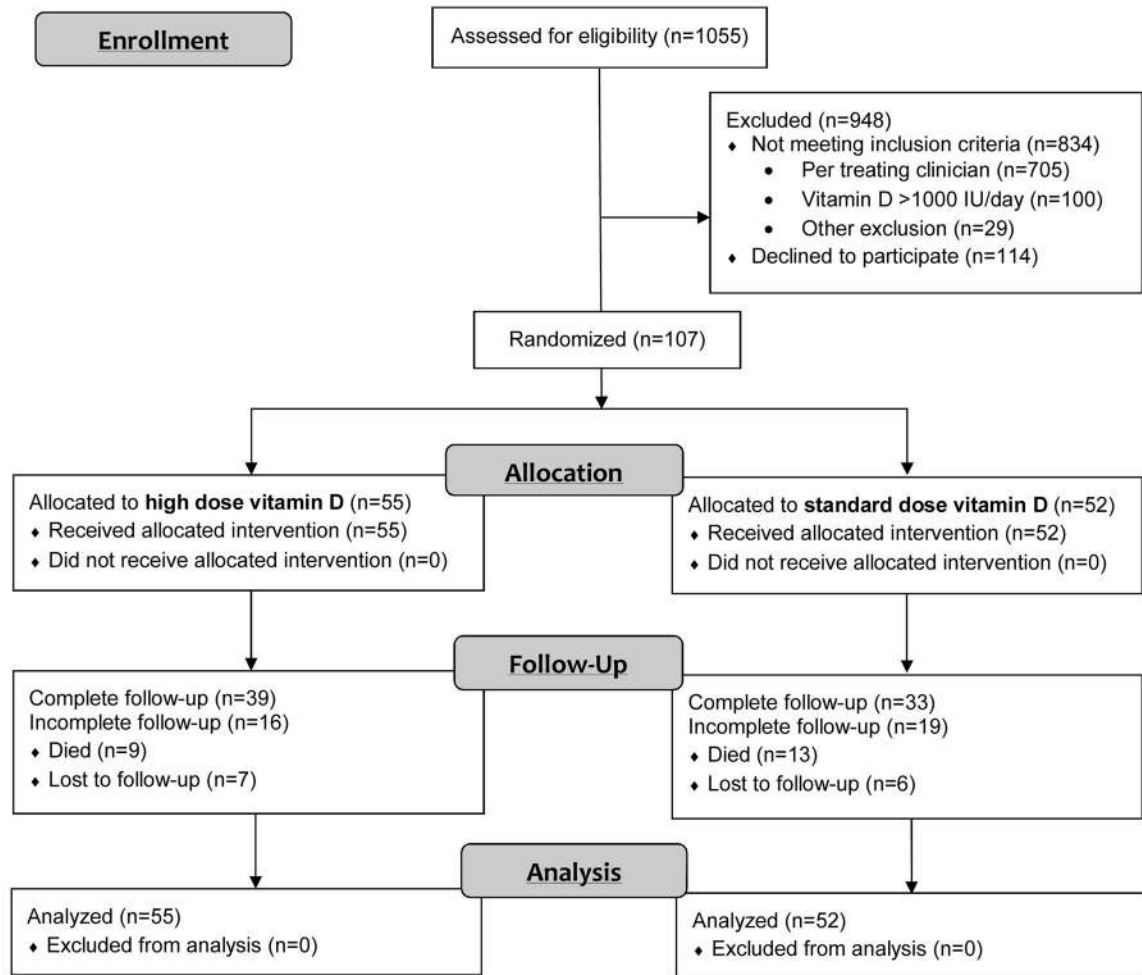 Enrollment
Assessed for eligibility (n=1055)
Excluded (n=948)
♦ Not meeting inclusion criteria (n=834)
• Per treating clinician (n=705)
• Vitamin D >1000 IU/day (n=100)
• Other exclusion (n=29)
♦ Declined to participate (n=114)
Randomized (n=107)
Allocation
Allocated to high dose vitamin D (n=55)
♦ Received allocated intervention (n=55)
♦ Did not receive allocated intervention (n=0)
Allocated to standard dose vitamin D (n=52)
♦ Received allocated intervention (n=52)
♦ Did not receive allocated intervention (n=0)
Follow-Up
Complete follow-up (n=39)
Incomplete follow-up (n=16)
♦ Died (n=9)
♦ Lost to follow-up (n=7)
Complete follow-up (n=33)
Incomplete follow-up (n=19)
♦ Died (n=13)
♦ Lost to follow-up (n=6)
Analysis
Analyzed (n=55)
♦ Excluded from analysis (n=0)
Analyzed (n=52)
♦ Excluded from analysis (n=0)